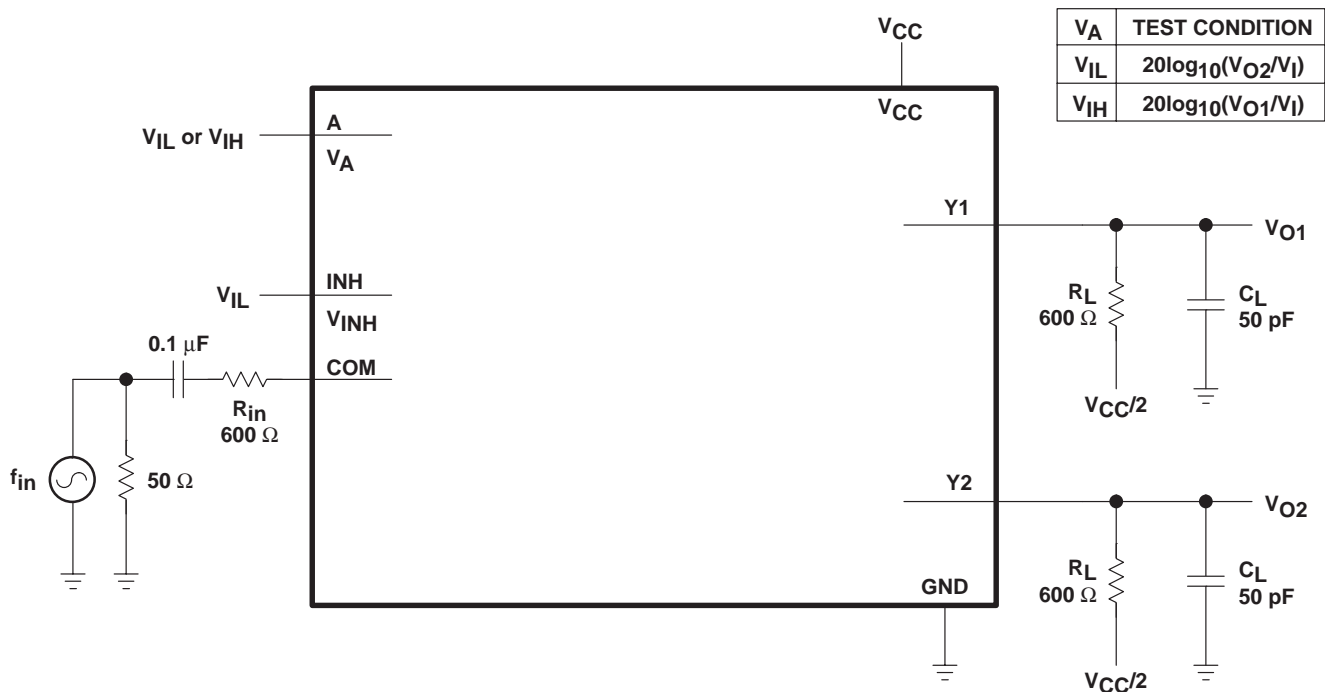 VCC
VA TEST CONDITION
VIL 20log10(VO2/VI)
VIH 20log10(VO1/VI)
VCC
VIL or VIH
A
VA
Y1
VO1
VIL
INH
VINH
RL
600 Ω
CL
50 pF
0.1 μF
COM
Rin
600 Ω
VCC/2
fin
50 Ω
Y2
VO2
GND
RL
600 Ω
CL
50 pF
VCC/2